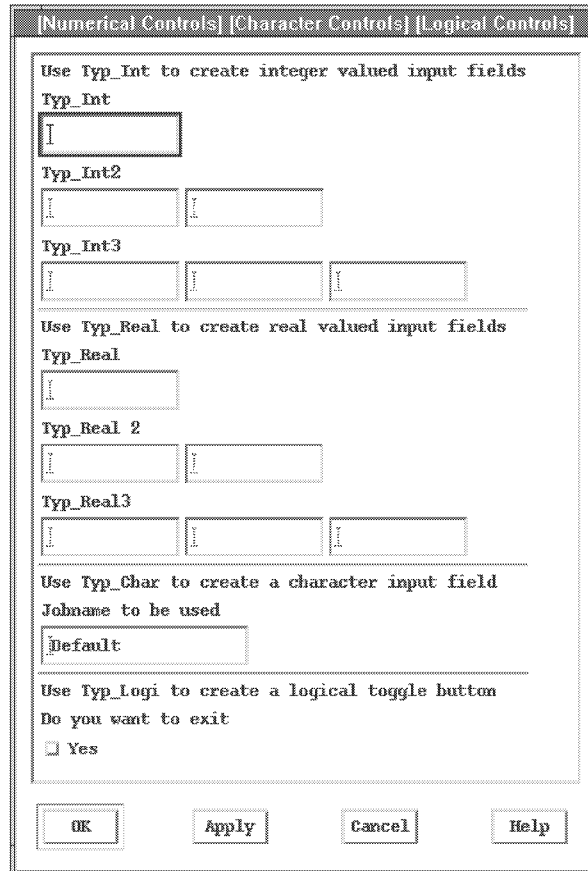 [Numerical Controls] [Character Controls] [Logical Controls]
Use Typ_Int to create integer valued input fields
Typ_Int
Typ_Int2
Typ_Int3
Use Typ_Real to create real valued input fields
Typ_Real
Typ_Real 2
Typ_Real3
Use Typ_Char to create a character input field
Jobname to be used
Default
Use Typ_Logi to create a logical toggle button
Do you want to exit
Yes
OK Apply Cancel Help